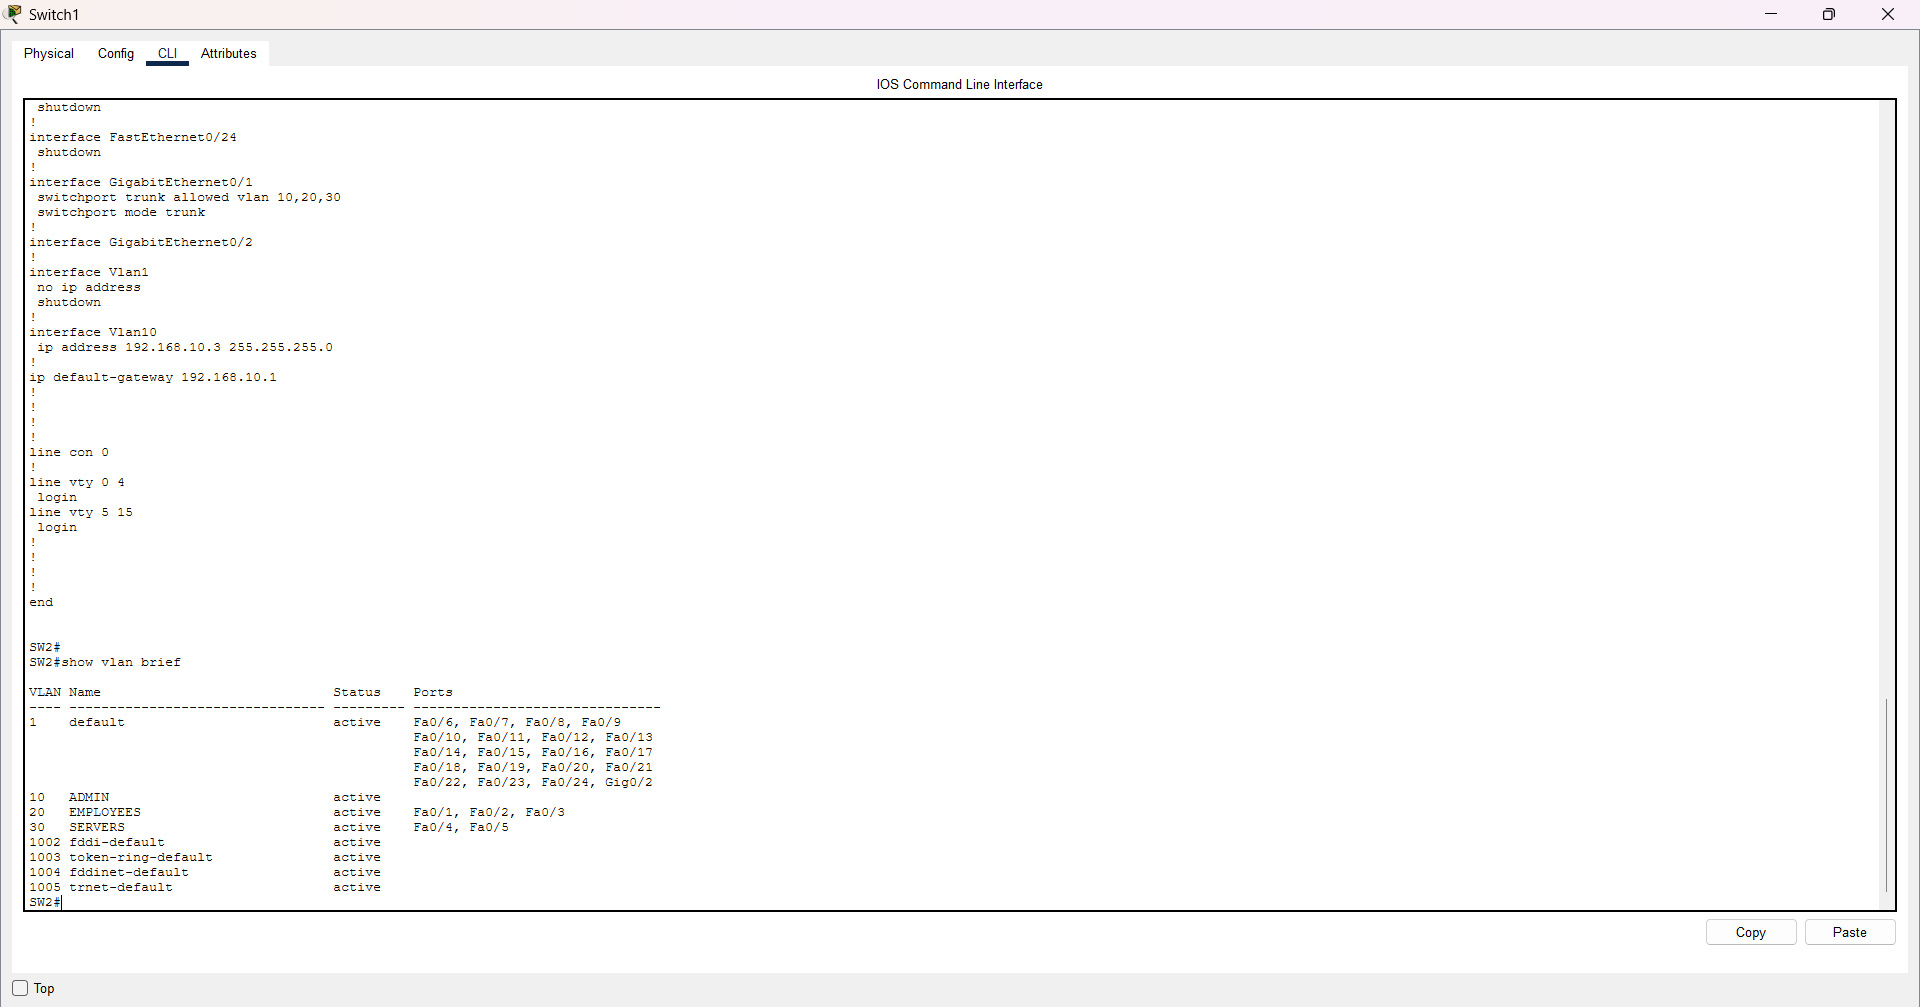 Switch1
Physical Config CLI Attributes
IOS Command Line Interface
shutdown
!
interface FastEthernet0/24
shutdown
!
interface GigabitEthernet0/1
switchport trunk allowed vlan 10,20,30
switchport mode trunk
!
interface GigabitEthernet0/2
!
interface Vlan1
no ip address
shutdown
!
interface Vlan10
ip address 192.168.10.3 255.255.255.0
!
ip default-gateway 192.168.10.1
!
!
!
!
line con 0
!
line vty 0 4
login
line vty 5 15
login
!
!
!
!
end
SW2#
SW2#show vlan brief
VLAN Name Status Ports
---- -------------------------------- --------- -------------------------------
1 default active Fa0/6, Fa0/7, Fa0/8, Fa0/9
Fa0/10, Fa0/11, Fa0/12, Fa0/13
Fa0/14, Fa0/15, Fa0/16, Fa0/17
Fa0/18, Fa0/19, Fa0/20, Fa0/21
Fa0/22, Fa0/23, Fa0/24, Gig0/2
10 ADMIN active
20 EMPLOYEES active Fa0/1, Fa0/2, Fa0/3
30 SERVERS active Fa0/4, Fa0/5
1002 fddi-default active
1003 token-ring-default active
1004 fddinet-default active
1005 trnet-default active
SW2#
Copy Paste
Top